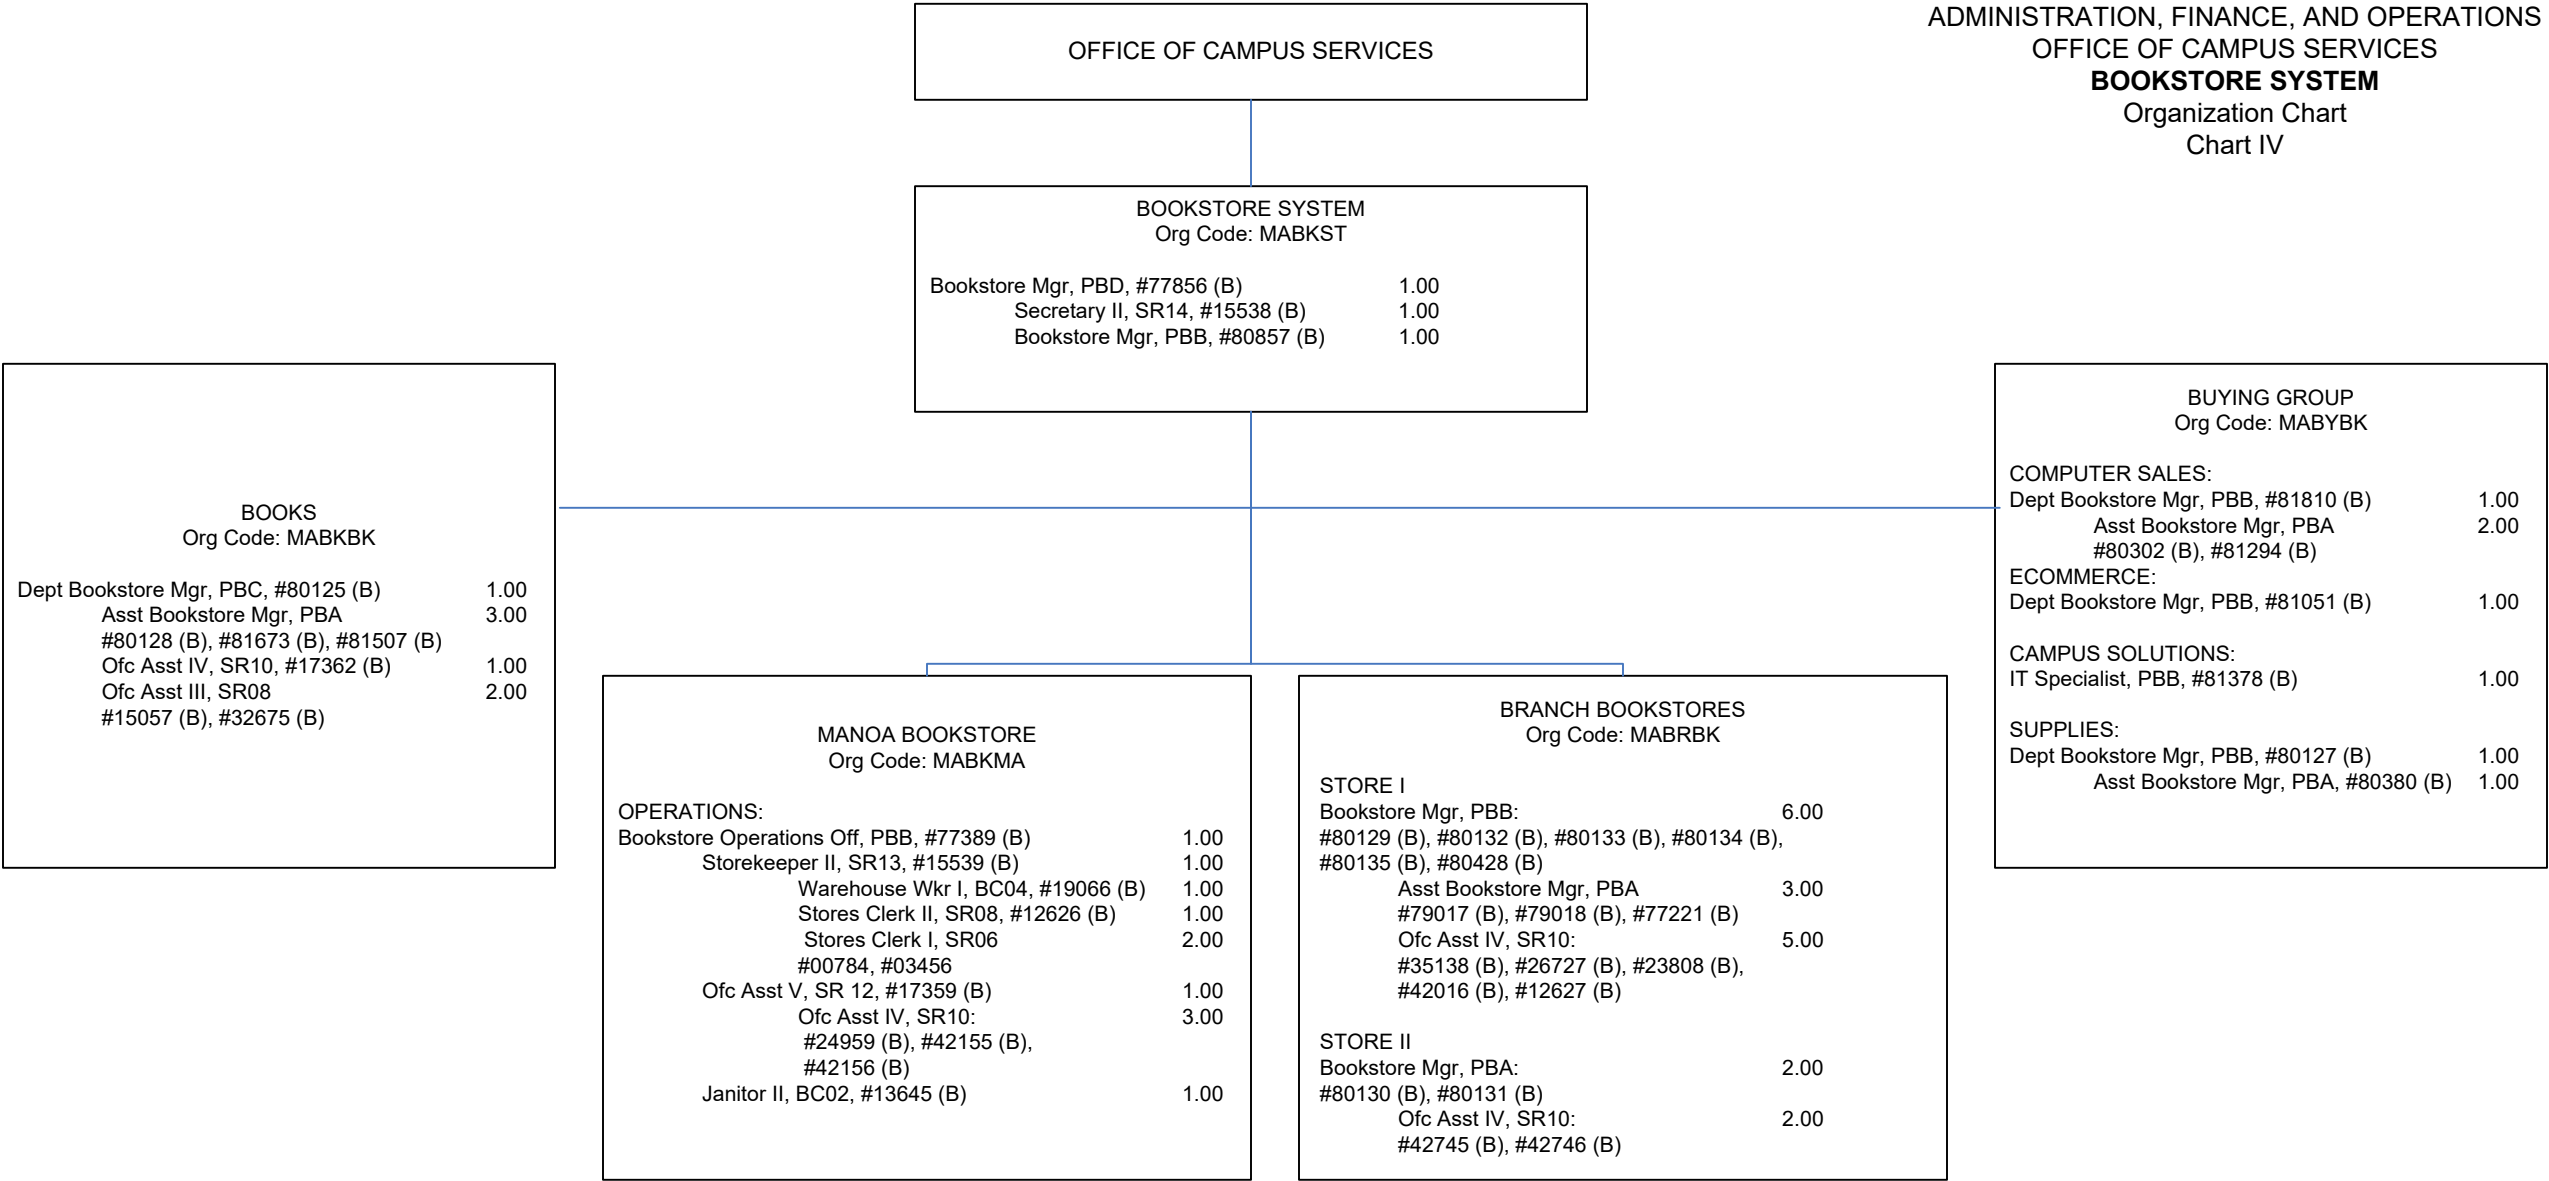 ADMINISTRATION, FINANCE, AND OPERATIONS
OFFICE OF CAMPUS SERVICES
BOOKSTORE SYSTEM
Organization Chart
Chart IV
OFFICE OF CAMPUS SERVICES
BOOKSTORE SYSTEM
Org Code: MABKST
Bookstore Mgr, PBD, #77856 (B) 1.00
Secretary II, SR14, #15538 (B) 1.00
Bookstore Mgr, PBB, #80857 (B) 1.00
BOOKS
Org Code: MABKBK
Dept Bookstore Mgr, PBC, #80125 (B) 1.00
Asst Bookstore Mgr, PBA 3.00
#80128 (B), #81673 (B), #81507 (B)
Ofc Asst IV, SR10, #17362 (B) 1.00
Ofc Asst III, SR08 2.00
#15057 (B), #32675 (B)
MANOA BOOKSTORE
Org Code: MABKMA
OPERATIONS:
Bookstore Operations Off, PBB, #77389 (B) 1.00
Storekeeper II, SR13, #15539 (B) 1.00
Warehouse Wkr I, BC04, #19066 (B) 1.00
Stores Clerk II, SR08, #12626 (B) 1.00
Stores Clerk I, SR06 2.00
#00784, #03456
Ofc Asst V, SR 12, #17359 (B) 1.00
Ofc Asst IV, SR10: 3.00
#24959 (B), #42155 (B),
#42156 (B)
Janitor II, BC02, #13645 (B) 1.00
BRANCH BOOKSTORES
Org Code: MABRBK
STORE I
Bookstore Mgr, PBB: 6.00
#80129 (B), #80132 (B), #80133 (B), #80134 (B),
#80135 (B), #80428 (B)
Asst Bookstore Mgr, PBA 3.00
#79017 (B), #79018 (B), #77221 (B)
Ofc Asst IV, SR10: 5.00
#35138 (B), #26727 (B), #23808 (B),
#42016 (B), #12627 (B)
STORE II
Bookstore Mgr, PBA: 2.00
#80130 (B), #80131 (B)
Ofc Asst IV, SR10: 2.00
#42745 (B), #42746 (B)
BUYING GROUP
Org Code: MABYBK
COMPUTER SALES:
Dept Bookstore Mgr, PBB, #81810 (B) 1.00
Asst Bookstore Mgr, PBA 2.00
#80302 (B), #81294 (B)
ECOMMERCE:
Dept Bookstore Mgr, PBB, #81051 (B) 1.00
CAMPUS SOLUTIONS:
IT Specialist, PBB, #81378 (B) 1.00
SUPPLIES:
Dept Bookstore Mgr, PBB, #80127 (B) 1.00
Asst Bookstore Mgr, PBA, #80380 (B) 1.00